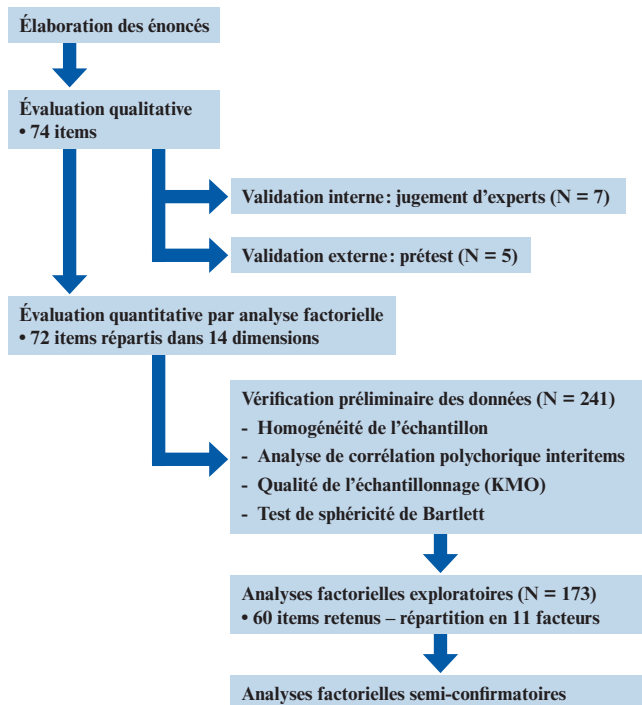 Élaboration des énoncés
Évaluation qualitative
• 74 items
Validation interne : jugement d'experts (N = 7)
Validation externe : prétest (N = 5)
Évaluation quantitative par analyse factorielle
• 72 items répartis dans 14 dimensions
Vérification préliminaire des données (N = 241)
- Homogénéité de l'échantillon
- Analyse de corrélation polychorique interitems
- Qualité de l'échantillonnage (KMO)
- Test de sphéricité de Bartlett
Analyses factorielles exploratoires (N = 173)
• 60 items retenus – répartition en 11 facteurs
Analyses factorielles semi-confirmatoires